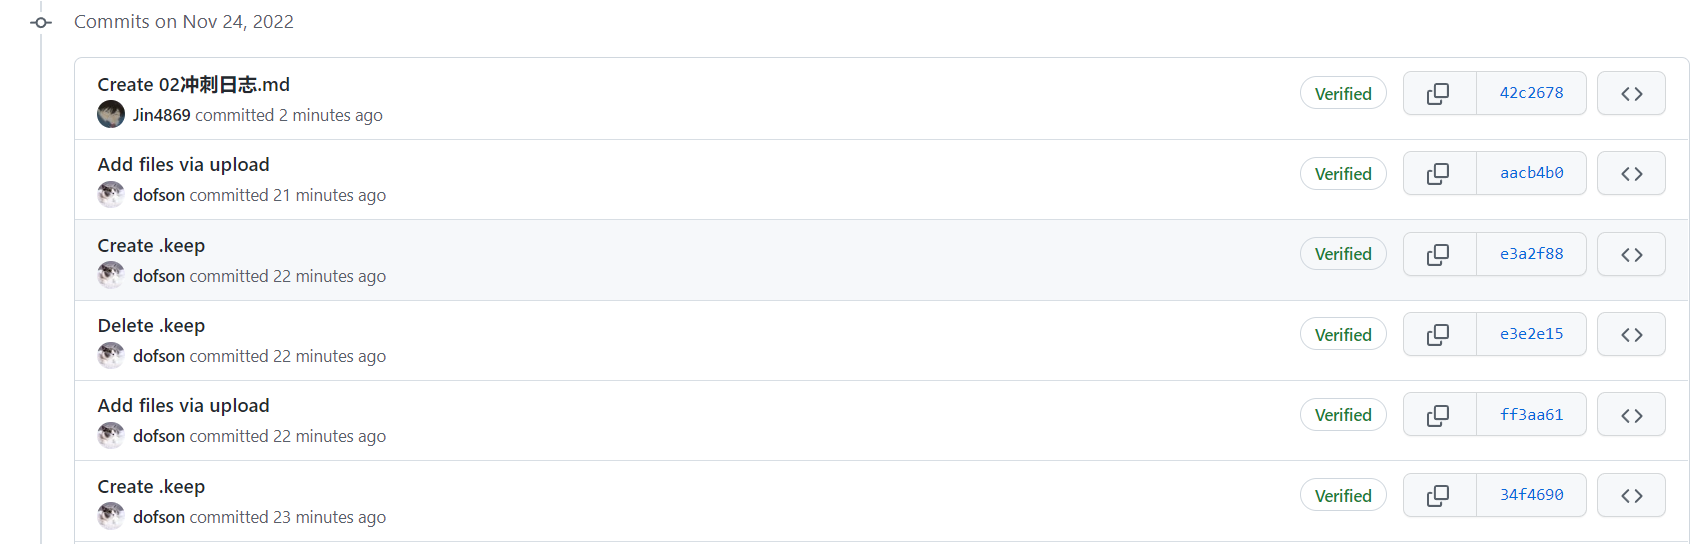 Commits on Nov 24, 2022
Create 02冲刺日志.md
Jin4869 committed 2 minutes ago
Verified
42c2678
Add files via upload
dofson committed 21 minutes ago
Verified
aacb4b0
Create .keep
dofson committed 22 minutes ago
Verified
e3a2f88
Delete .keep
dofson committed 22 minutes ago
Verified
e3e2e15
Add files via upload
dofson committed 22 minutes ago
Verified
ff3aa61
Create .keep
dofson committed 23 minutes ago
Verified
34f4690